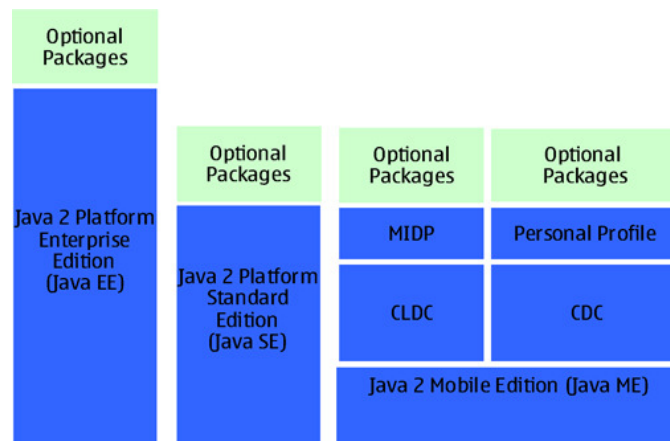 Optional
Packages
Java 2 Platform
Enterprise
Edition
(Java EE)
Optional
Packages
Java 2 Platform
Standard
Edition
(Java SE)
Optional
Packages
MIDP
CLDC
Optional
Packages
Personal Profile
CDC
Java 2 Mobile Edition (Java ME)